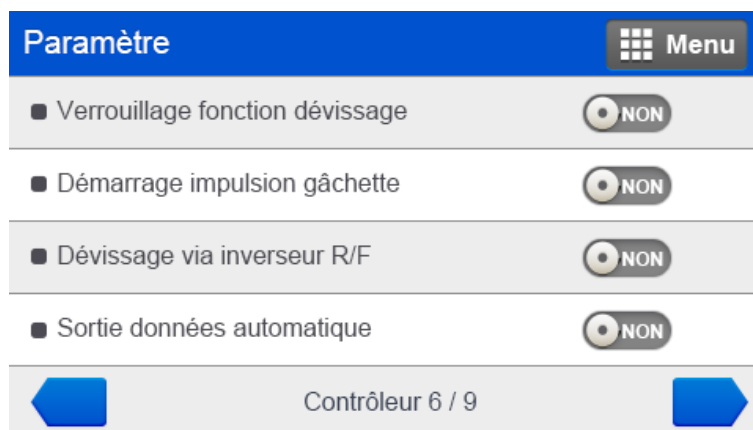 Paramètre
Menu
Verrouillage fonction dévissage
NON
Démarrage impulsion gâchette
NON
Dévissage via inverseur R/F
NON
Sortie données automatique
NON
Contrôleur 6 / 9